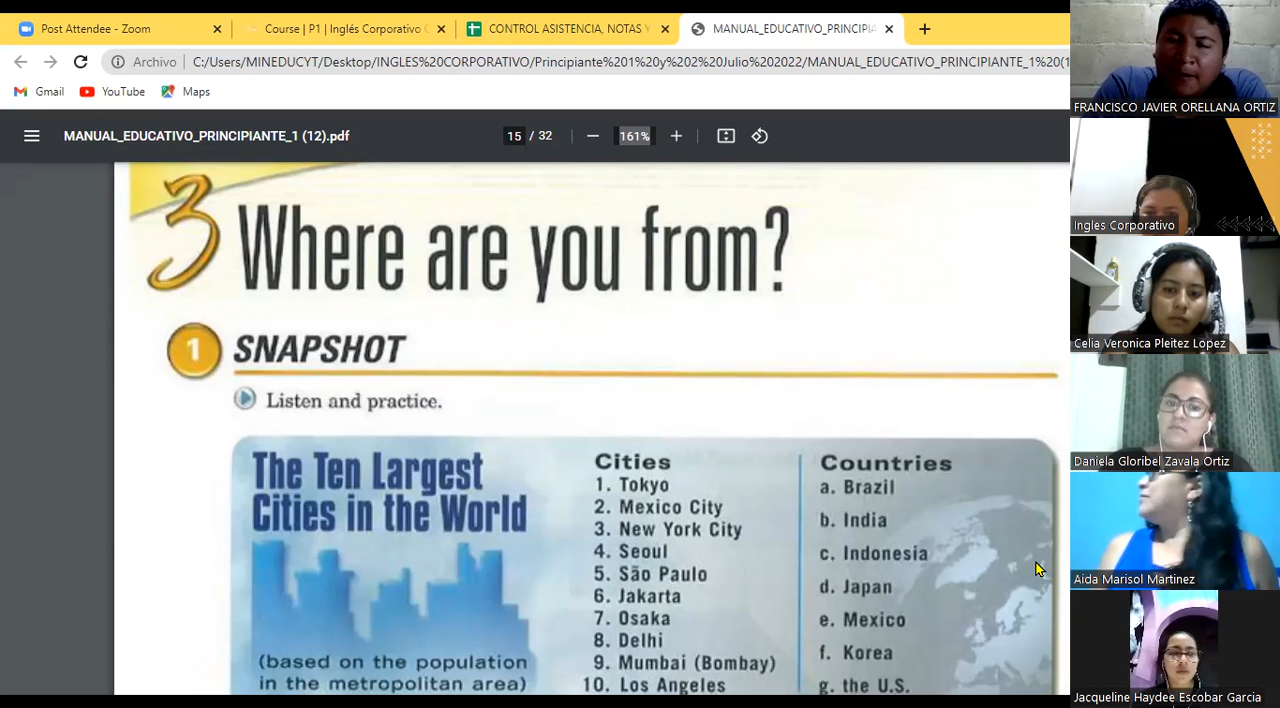 Post Attendee - Zoom
Course | P1 | Inglés Corporativo
CONTROL ASISTENCIA, NOTAS Y
MANUAL_EDUCATIVO_PRINCIPIA
Archivo
C:/Users/MINEDUCYT/Desktop/INGLES%20CORPORATIVO/Principiante%201%20y%202%20Julio%202022/MANUAL_EDUCATIVO_PRINCIPIANTE_1%20(1
Gmail
YouTube
Maps
MANUAL_EDUCATIVO_PRINCIPIANTE_1 (12).pdf
15 / 32
161%
3 Where are you from?
1 SNAPSHOT
Listen and practice.
The Ten Largest
Cities in the World
(based on the population
in the metropolitan area)
Cities
1. Tokyo
2. Mexico City
3. New York City
4. Seoul
5. São Paulo
6. Jakarta
7. Osaka
8. Delhi
9. Mumbai (Bombay)
10. Los Angeles
Countries
a. Brazil
b. India
c. Indonesia
d. Japan
e. Mexico
f. Korea
g. the U.S.
FRANCISCO JAVIER ORELLANA ORTIZ
Ingles Corporativo
Celia Veronica Pleitez Lopez
Daniela Gloribel Zavala Ortiz
Aida Marisol Martinez
Jacqueline Haydee Escobar Garcia